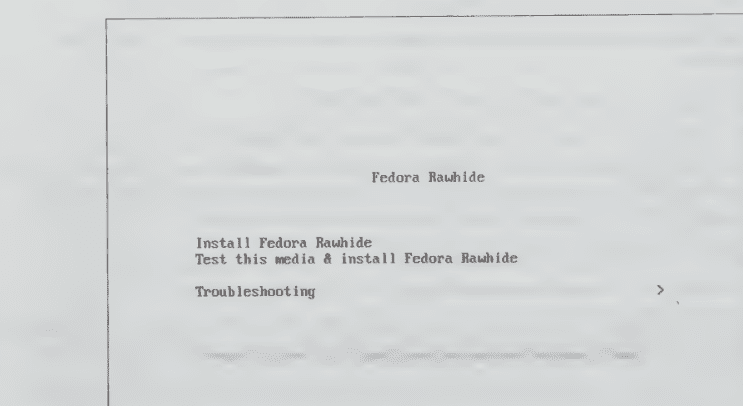 Fedora Rawhide
Install Fedora Rawhide
Test this media & install Fedora Rawhide
Troubleshooting >